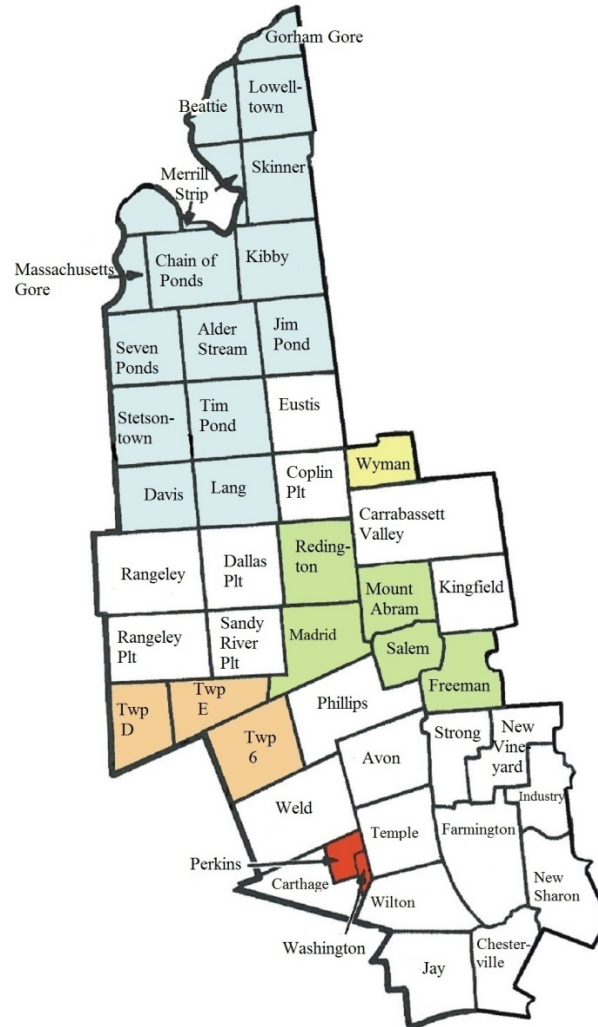 Gorham Gore
Lowell-
town
Beattie
Skinner
Merrill
Strip
Massachusetts
Gore
Chain of
Ponds
Kibby
Seven
Ponds
Alder
Stream
Jim
Pond
Stetson-
town
Tim
Pond
Eustis
Wyman
Davis
Lang
Coplin
Plt
Carrabassett
Valley
Rangeley
Dallas
Plt
Reding-
ton
Mount
Abram
Kingfield
Rangeley
Plt
Sandy
River
Plt
Madrid
Salem
Freeman
Twp
D
Twp
E
Twp
6
Phillips
Strong
New
Vine-
yard
Avon
Industry
Weld
Temple
Farmington
Perkins
Carthage
Wilton
New
Sharon
Washington
Jay
Chester-
ville